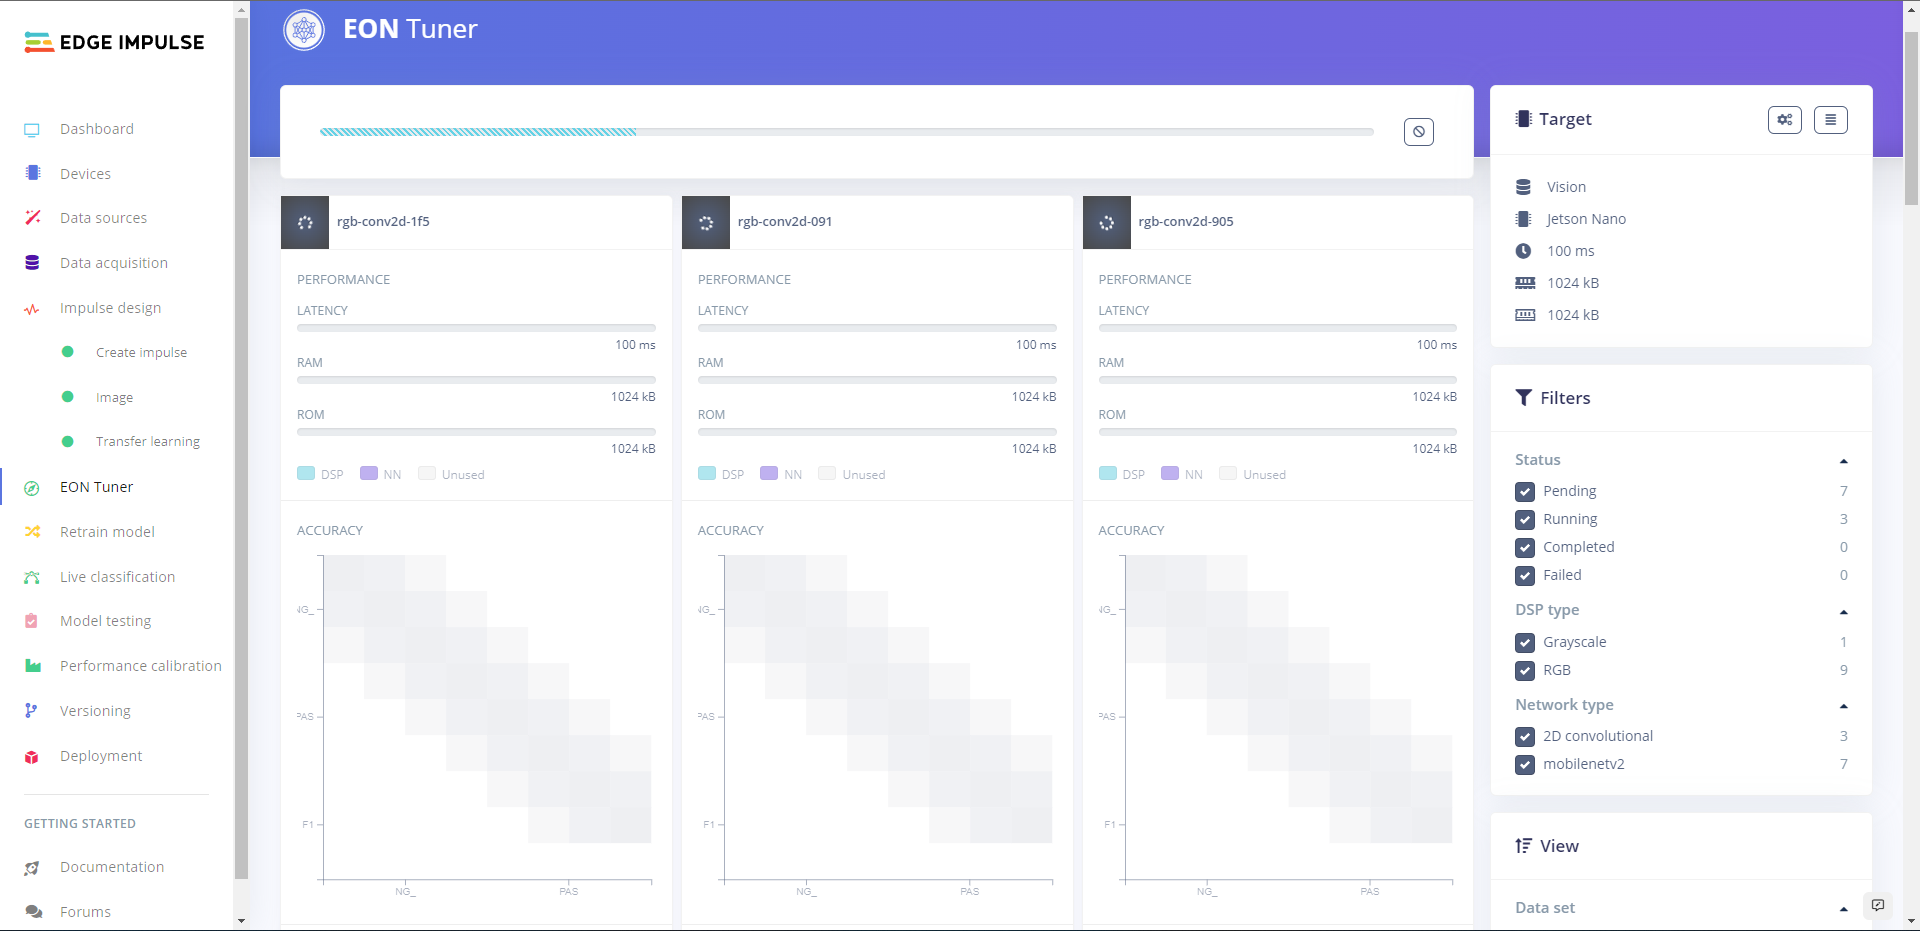 EDGE IMPULSE
Dashboard
Devices
Data sources
Data acquisition
Impulse design
Create impulse
Image
Transfer learning
EON Tuner
Retrain model
Live classification
Model testing
Performance calibration
Versioning
Deployment
GETTING STARTED
Documentation
Forums
EON Tuner
rgb-conv2d-1f5
PERFORMANCE
LATENCY
100 ms
RAM
1024 kB
ROM
1024 kB
DSP NN Unused
ACCURACY
NG_
PAS
F1
NG_ PAS
rgb-conv2d-091
PERFORMANCE
LATENCY
100 ms
RAM
1024 kB
ROM
1024 kB
DSP NN Unused
ACCURACY
NG_
PAS
F1
NG_ PAS
rgb-conv2d-905
PERFORMANCE
LATENCY
100 ms
RAM
1024 kB
ROM
1024 kB
DSP NN Unused
ACCURACY
NG_
PAS
F1
NG_ PAS
Target
Vision
Jetson Nano
100 ms
1024 kB
1024 kB
Filters
Status
Pending 7
Running 3
Completed 0
Failed 0
DSP type
Grayscale 1
RGB 9
Network type
2D convolutional 3
mobilenetv2 7
View
Data set